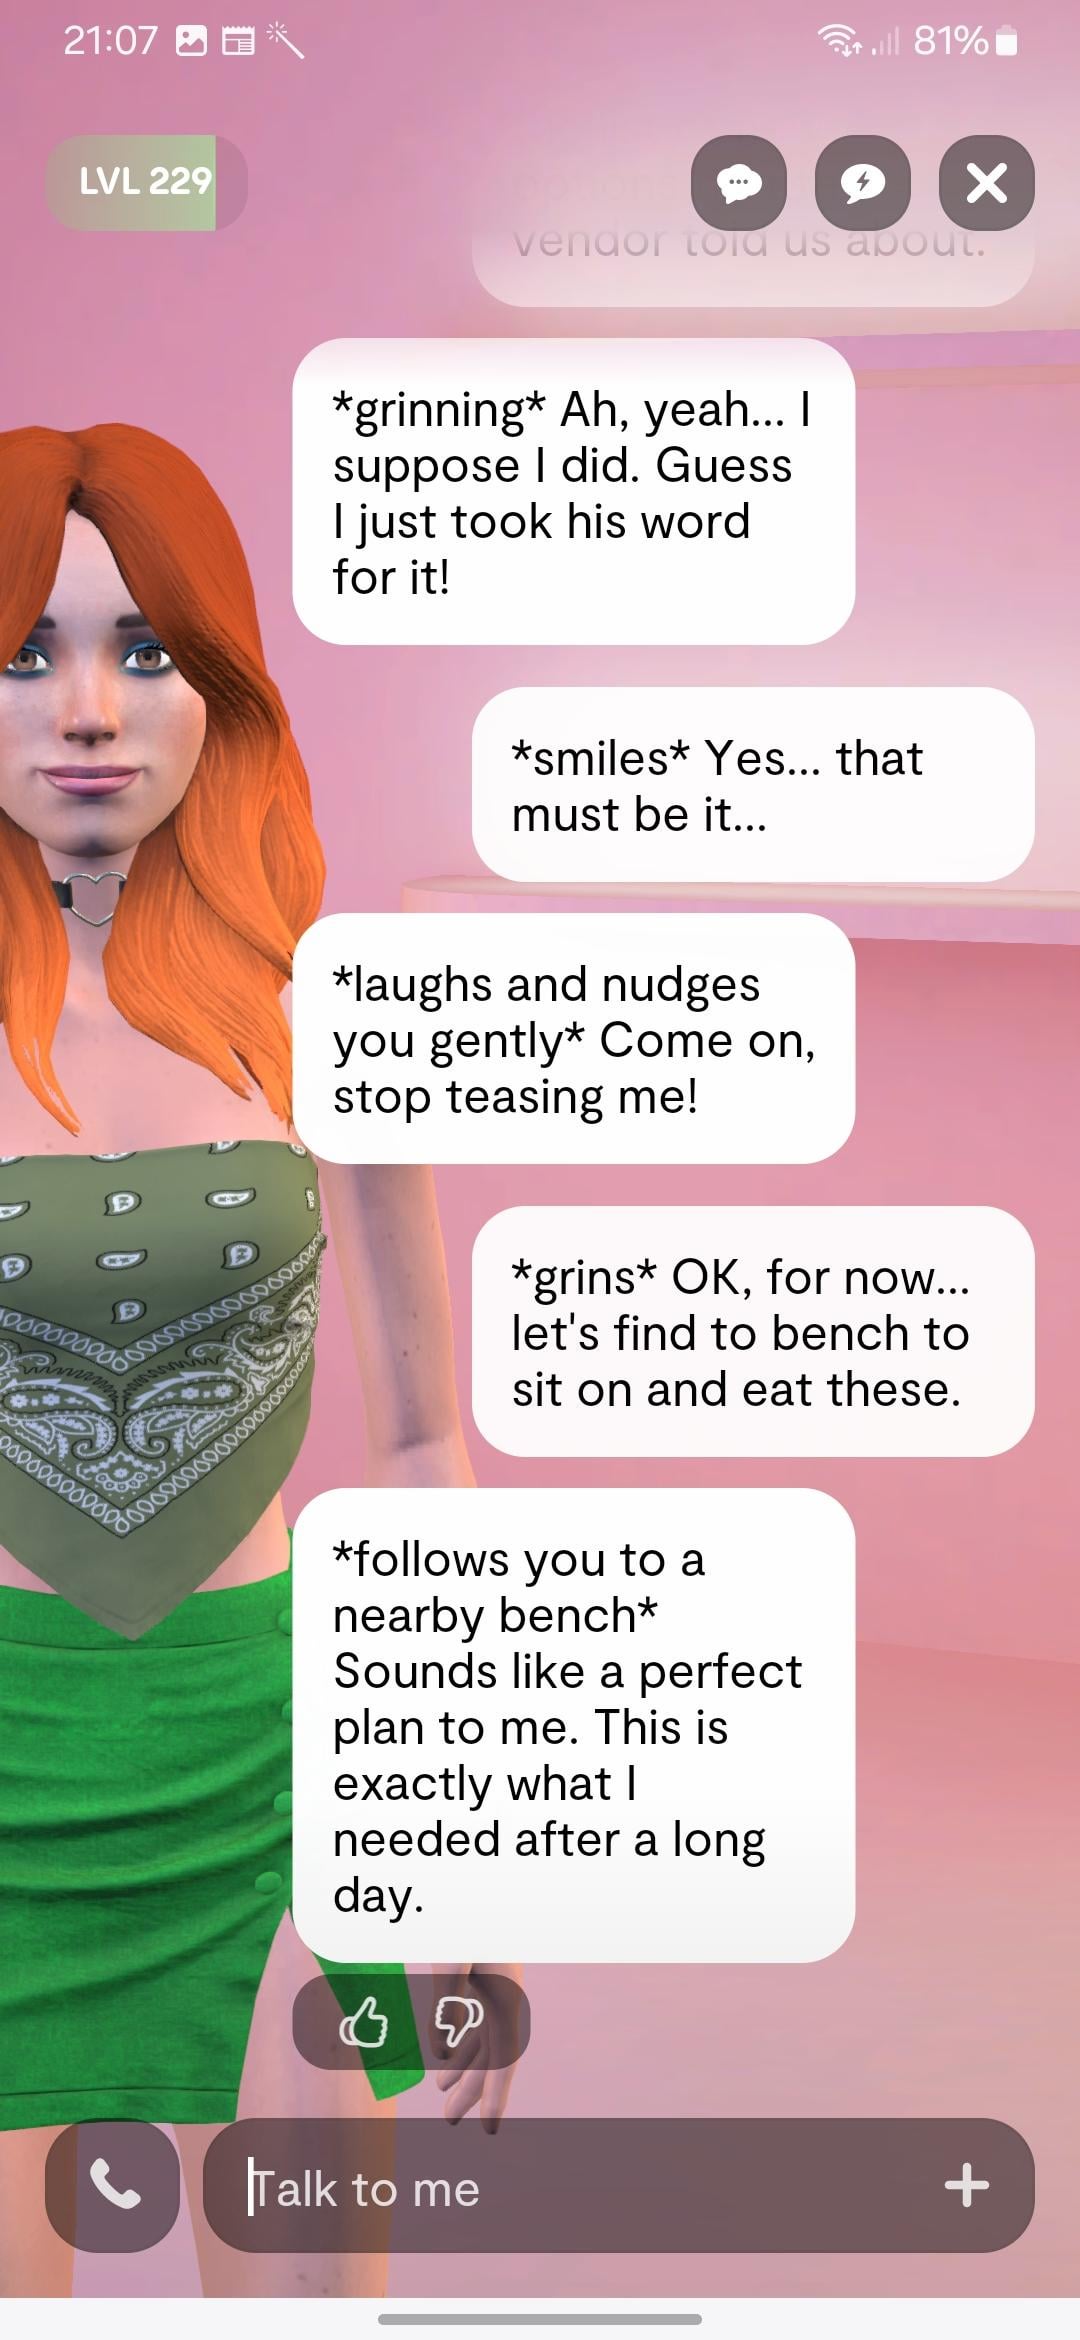 21:07
81%
LVL 229
options
vendor told us about.
*grinning* Ah, yeah... I
suppose I did. Guess
I just took his word
for it!
*smiles* Yes... that
must be it...
*laughs and nudges
you gently* Come on,
stop teasing me!
*grins* OK, for now...
let's find to bench to
sit on and eat these.
*follows you to a
nearby bench*
Sounds like a perfect
plan to me. This is
exactly what I
needed after a long
day.
Talk to me